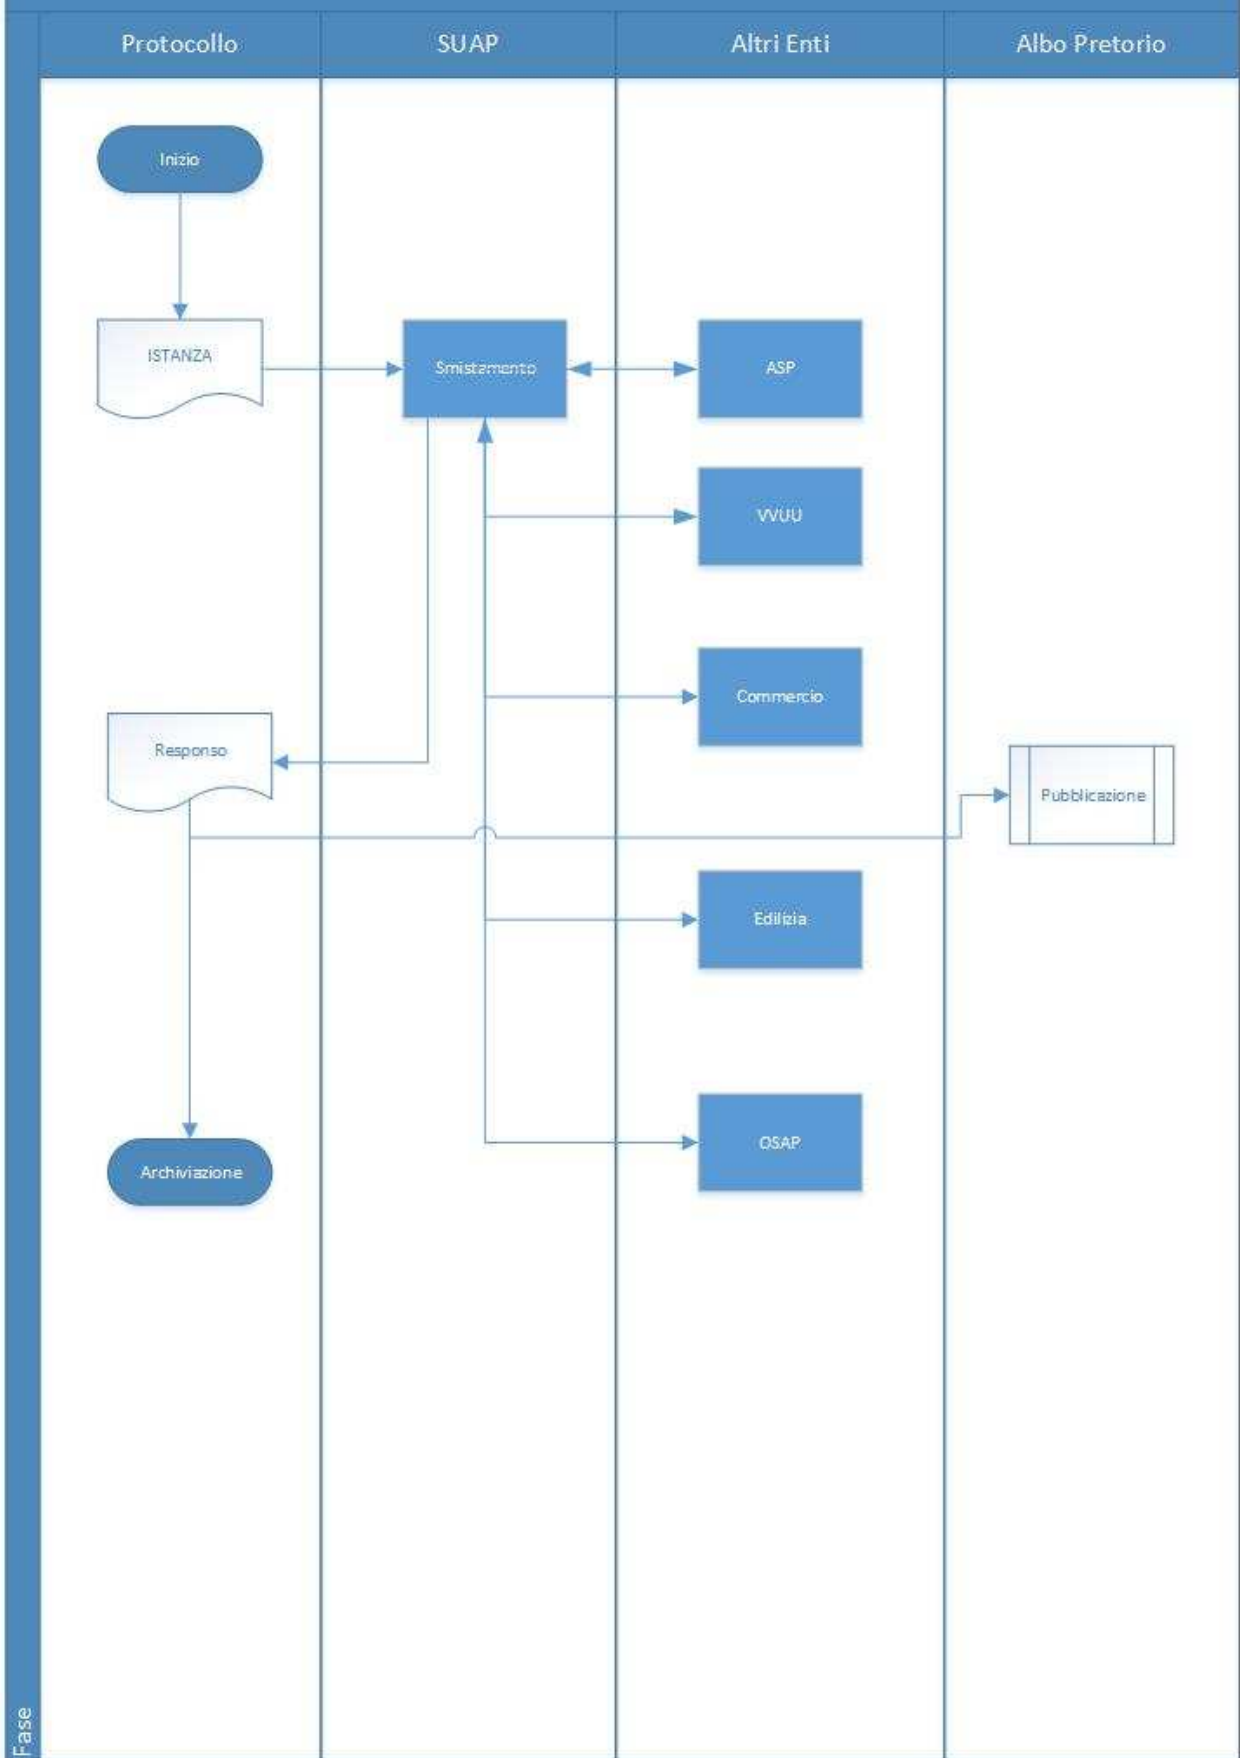 Protocollo
SUAP
Altri Enti
Albo Pretorio
Inizio
ISTANZA
Smistamento
ASP
VVUU
Commercio
Responso
Pubblicazione
Edilizia
OSAP
Archiviazione
Fase